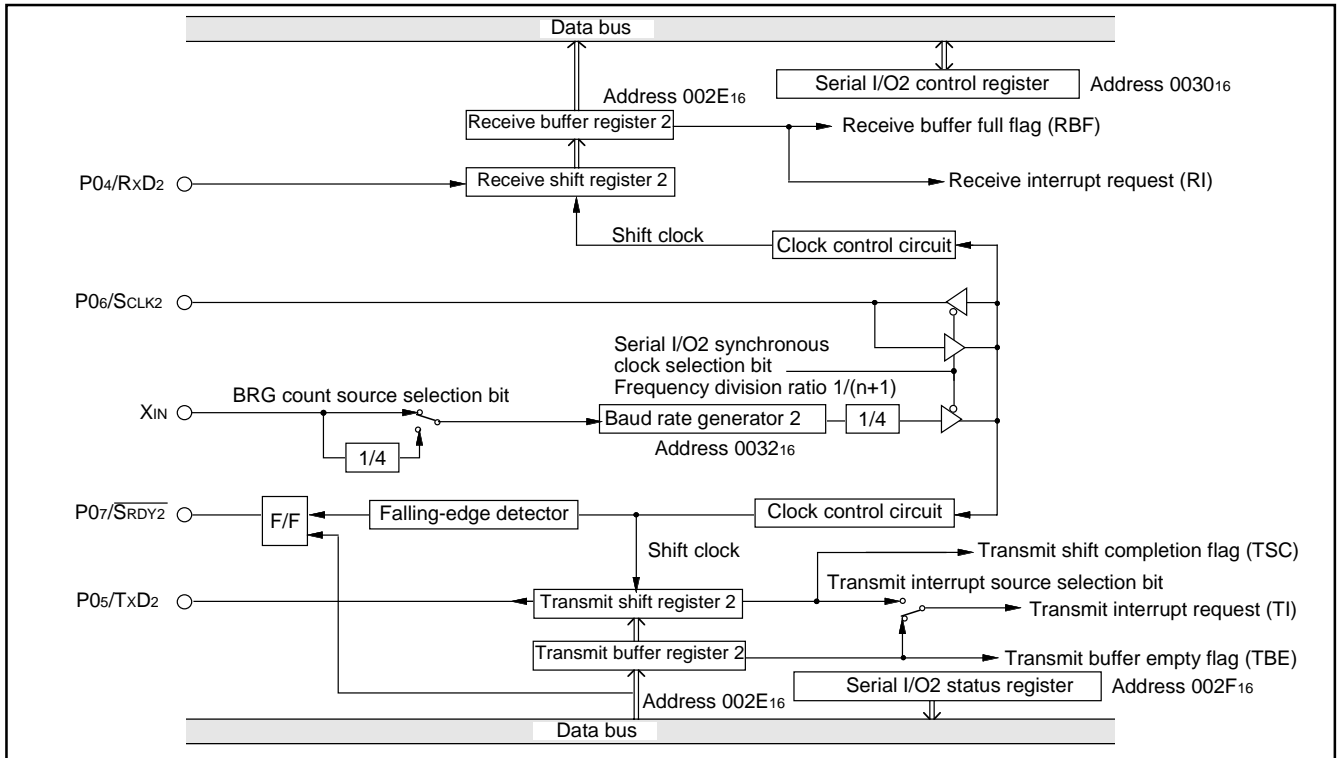 Data bus
Serial I/O2 control register
Address 0030₁₆
Address 002E₁₆
Receive buffer register 2
Receive buffer full flag (RBF)
P0₄/RxD₂
Receive shift register 2
Receive interrupt request (RI)
Shift clock
Clock control circuit
P0₆/SCLK2
Serial I/O2 synchronous
clock selection bit
Frequency division ratio 1/(n+1)
BRG count source selection bit
XIN
Baud rate generator 2
1/4
Address 0032₁₆
1/4
P0₇/S̅R̅D̅Y̅2̅
F/F
Falling-edge detector
Clock control circuit
Shift clock
Transmit shift completion flag (TSC)
Transmit interrupt source selection bit
P0₅/TxD₂
Transmit shift register 2
Transmit interrupt request (TI)
Transmit buffer register 2
Transmit buffer empty flag (TBE)
Address 002E₁₆
Serial I/O2 status register
Address 002F₁₆
Data bus